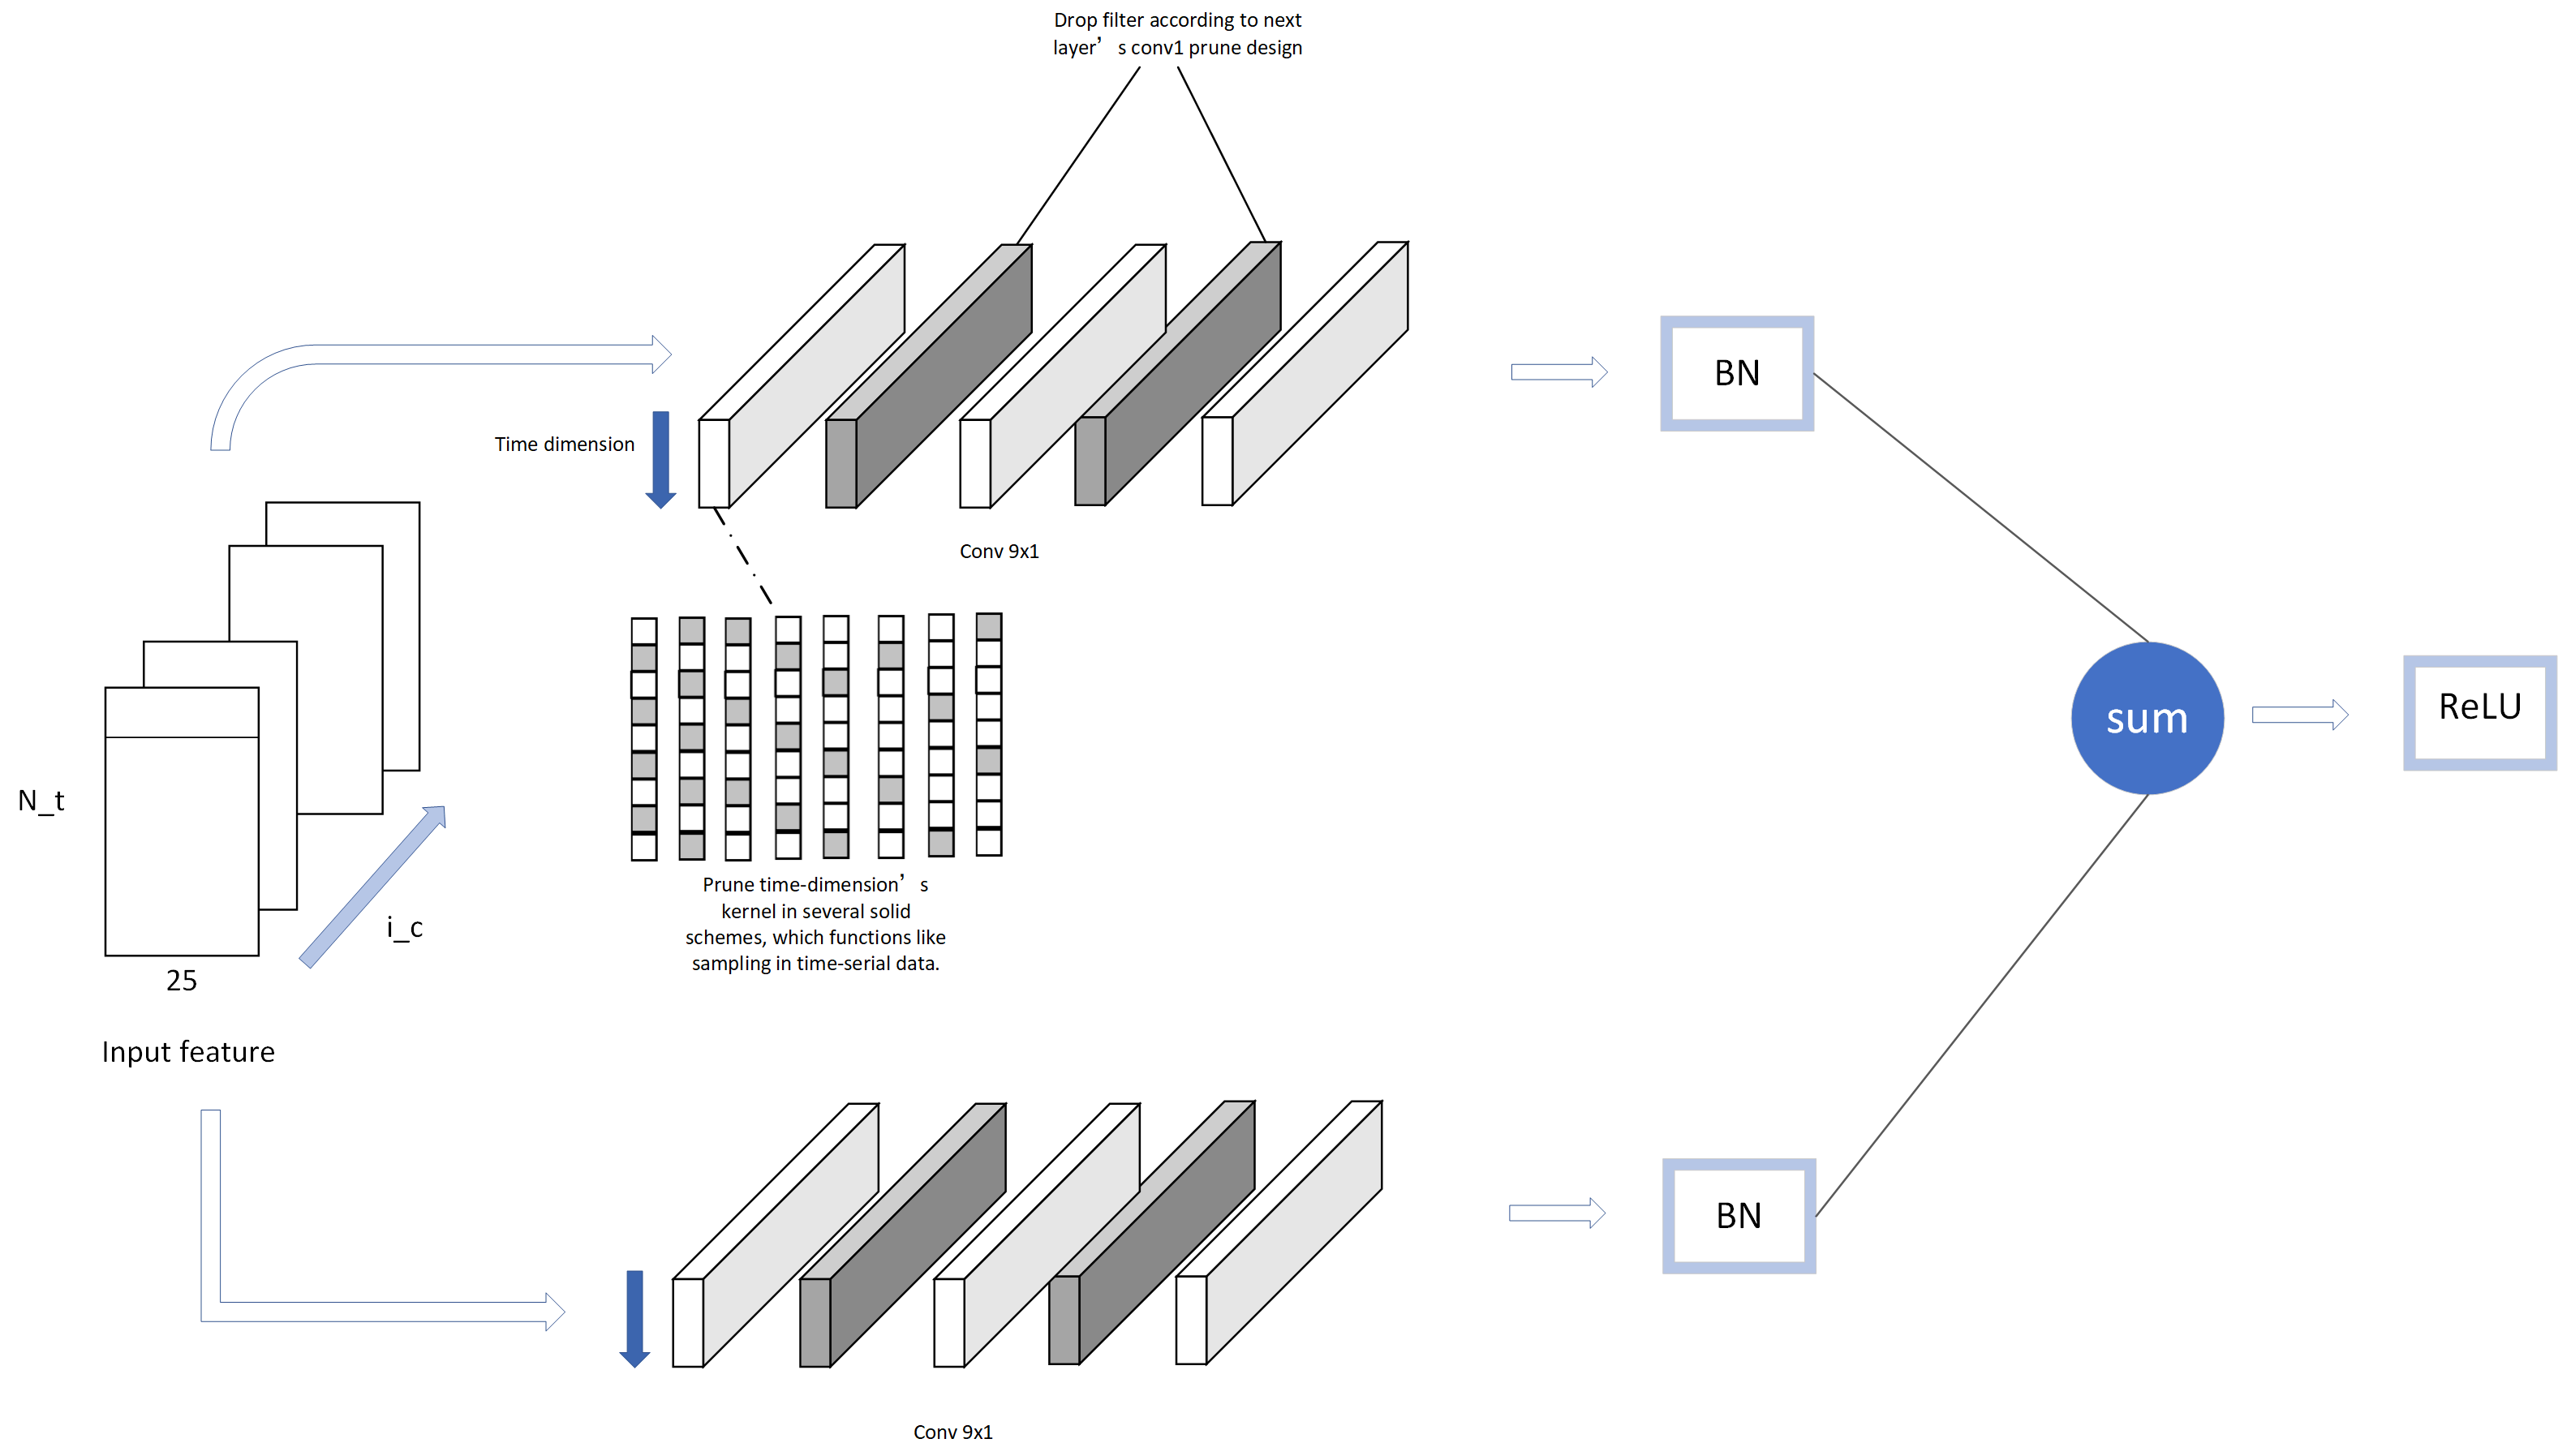 Drop filter according to next
layer’s conv1 prune design
Time dimension
Conv 9x1
BN
N_t
i_c
25
Input feature
Prune time-dimension’s
kernel in several solid
schemes, which functions like
sampling in time-serial data.
sum
ReLU
BN
Conv 9x1